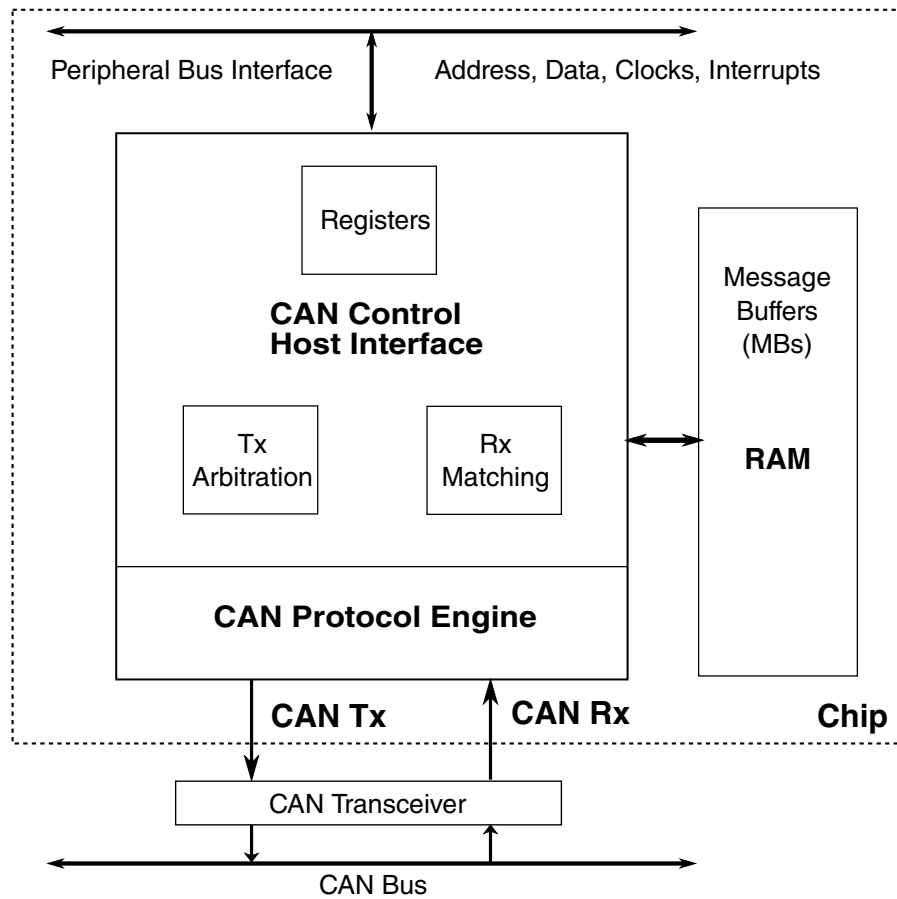 Peripheral Bus Interface
Address, Data, Clocks, Interrupts
Registers
CAN Control
Host Interface
Message
Buffers
(MBs)
RAM
Tx
Arbitration
Rx
Matching
CAN Protocol Engine
CAN Tx
CAN Rx
Chip
CAN Transceiver
CAN Bus